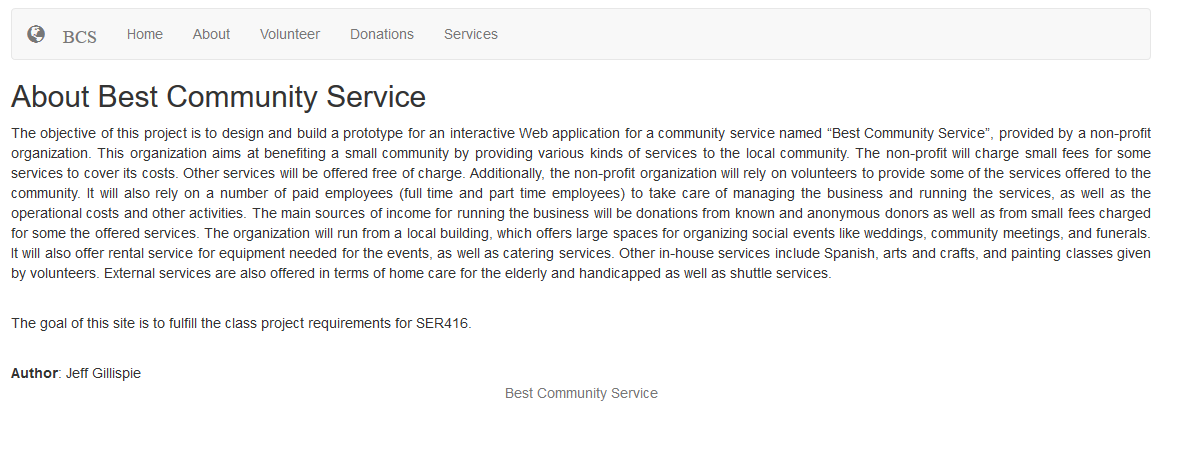 BCS Home About Volunteer Donations Services
About Best Community Service
The objective of this project is to design and build a prototype for an interactive Web application for a community service named “Best Community Service”, provided by a non-profit
organization. This organization aims at benefiting a small community by providing various kinds of services to the local community. The non-profit will charge small fees for some
services to cover its costs. Other services will be offered free of charge. Additionally, the non-profit organization will rely on volunteers to provide some of the services offered to the
community. It will also rely on a number of paid employees (full time and part time employees) to take care of managing the business and running the services, as well as the
operational costs and other activities. The main sources of income for running the business will be donations from known and anonymous donors as well as from small fees charged
for some the offered services. The organization will run from a local building, which offers large spaces for organizing social events like weddings, community meetings, and funerals.
It will also offer rental service for equipment needed for the events, as well as catering services. Other in-house services include Spanish, arts and crafts, and painting classes given
by volunteers. External services are also offered in terms of home care for the elderly and handicapped as well as shuttle services.
The goal of this site is to fulfill the class project requirements for SER416.
Author: Jeff Gillispie
Best Community Service